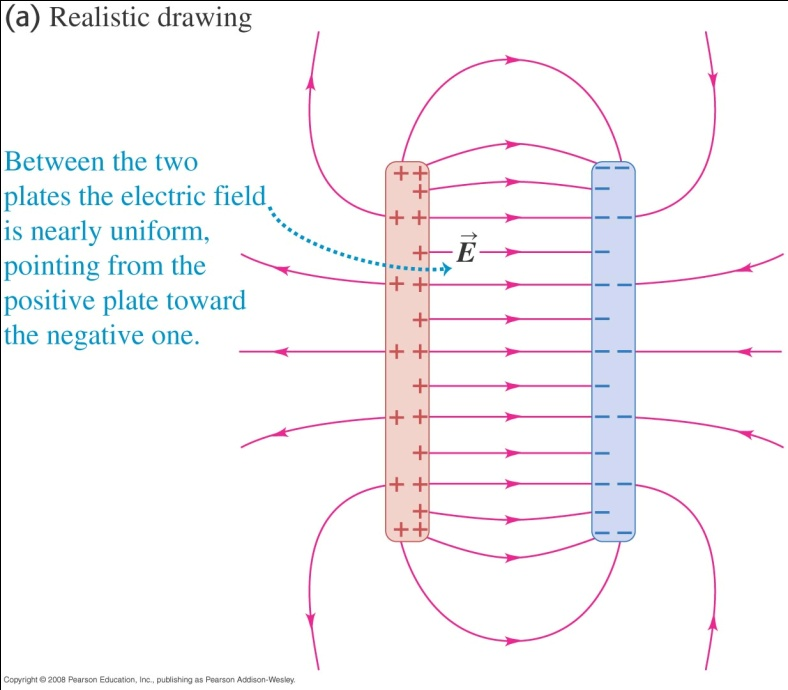 (a) Realistic drawing
Between the two
plates the electric field
is nearly uniform,
pointing from the
positive plate toward
the negative one.
E
Copyright © 2008 Pearson Education, Inc., publishing as Pearson Addison-Wesley.